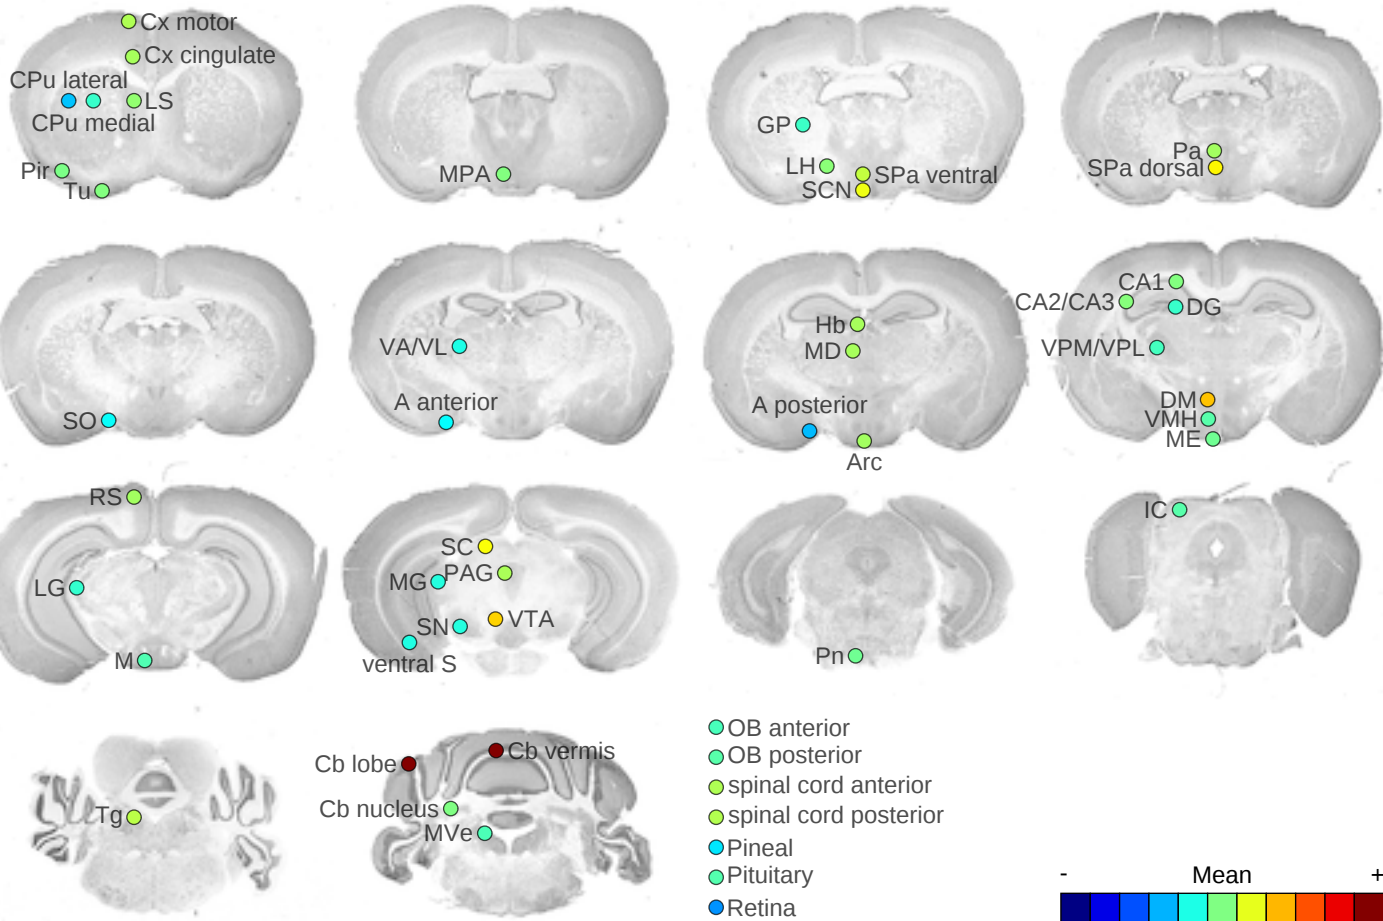 Cx motor
Cx cingulate
CPu lateral
LS
CPu medial
Pir
Tu
MPA
GP
LH
SPa ventral
SCN
Pa
SPa dorsal
SO
VA/VL
A anterior
Hb
MD
A posterior
Arc
CA1
CA2/CA3
DG
VPM/VPL
DM
VMH
ME
RS
LG
M
SC
PAG
MG
SN
VTA
ventral S
Pn
IC
Tg
Cb lobe
Cb vermis
Cb nucleus
MVe
OB anterior
OB posterior
spinal cord anterior
spinal cord posterior
Pineal
Pituitary
Retina
- Mean +